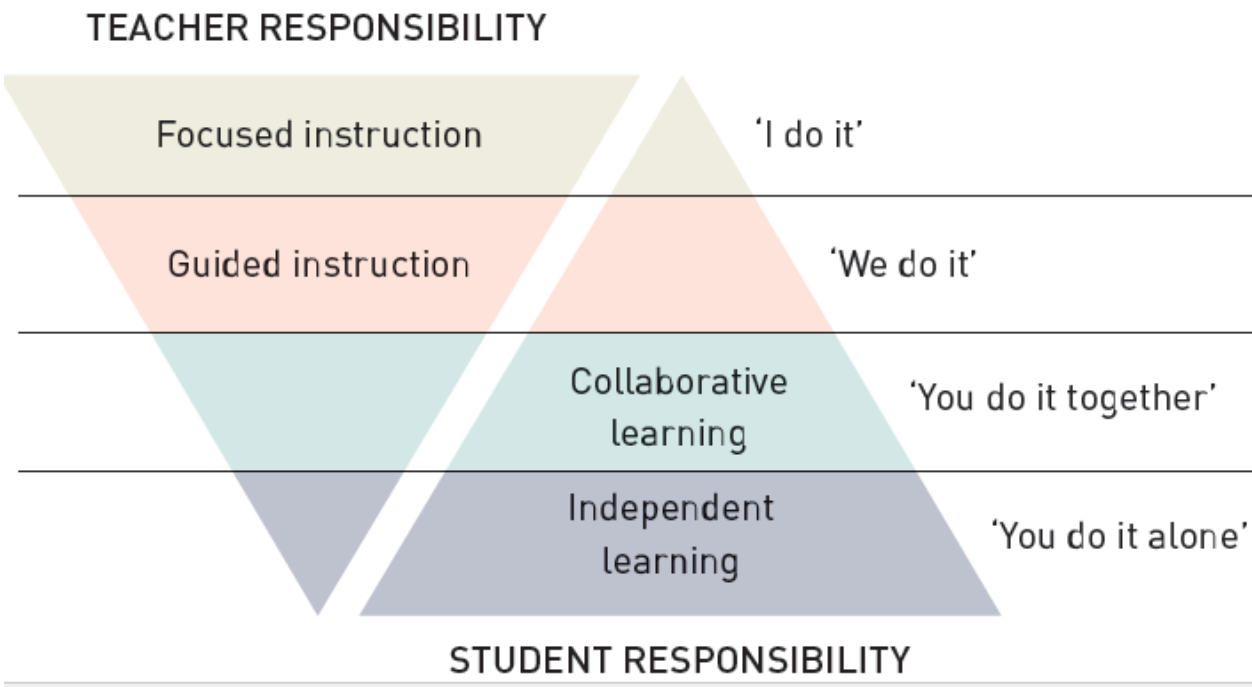 TEACHER RESPONSIBILITY
Focused instruction
‘I do it’
Guided instruction
‘We do it’
Collaborative
learning
‘You do it together’
Independent
learning
‘You do it alone’
STUDENT RESPONSIBILITY